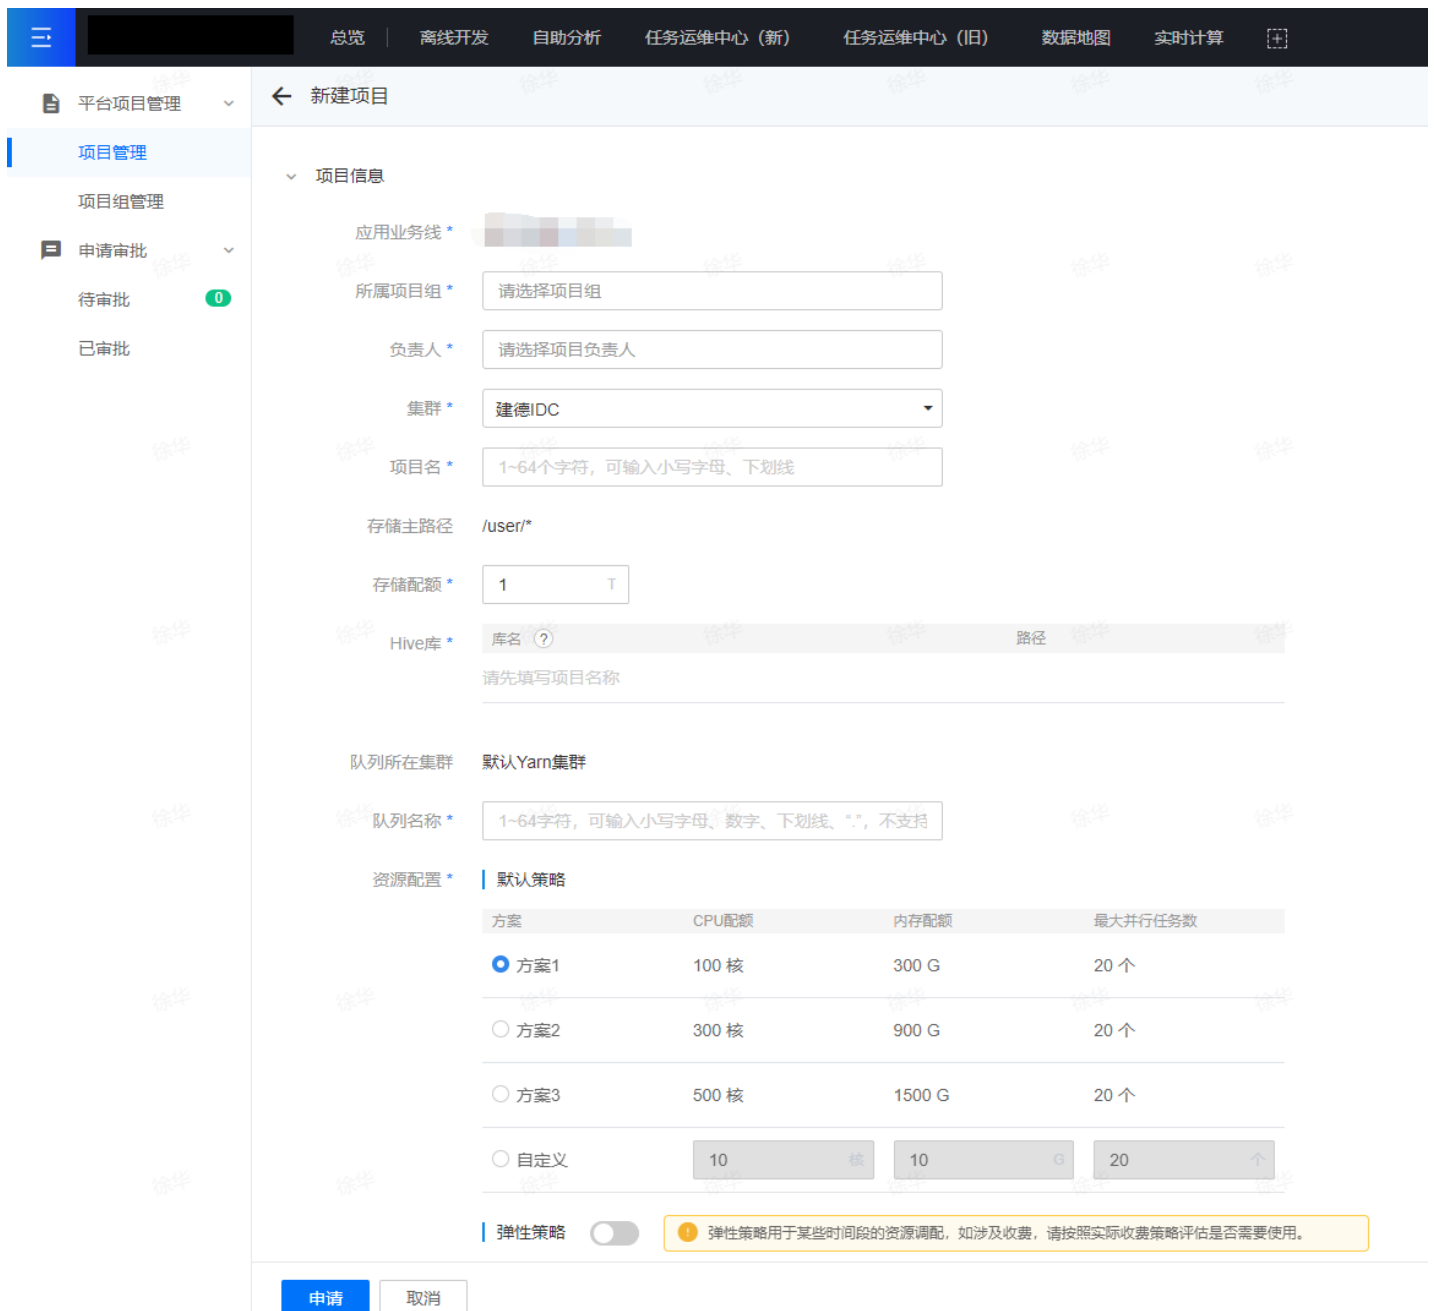 总览 离线开发 自助分析 任务运维中心（新） 任务运维中心（旧） 数据地图 实时计算
平台项目管理
项目管理
项目组管理
申请审批
待审批 0
已审批
新建项目
项目信息
应用业务线 *
所属项目组 * 请选择项目组
负责人 * 请选择项目负责人
集群 * 建德IDC
项目名 * 1~64个字符，可输入小写字母、下划线
存储主路径 /user/*
存储配额 * 1 T
Hive库 * 库名 ? 路径
请先填写项目名称
队列所在集群 默认Yarn集群
队列名称 * 1~64字符，可输入小写字母、数字、下划线、"."，不支持
资源配置 * 默认策略
方案 CPU配额 内存配额 最大并行任务数
方案1 100 核 300 G 20 个
方案2 300 核 900 G 20 个
方案3 500 核 1500 G 20 个
自定义 10 核 10 G 20 个
弹性策略 弹性策略用于某些时间段的资源调配，如涉及收费，请按照实际收费策略评估是否需要使用。
申请 取消
徐华